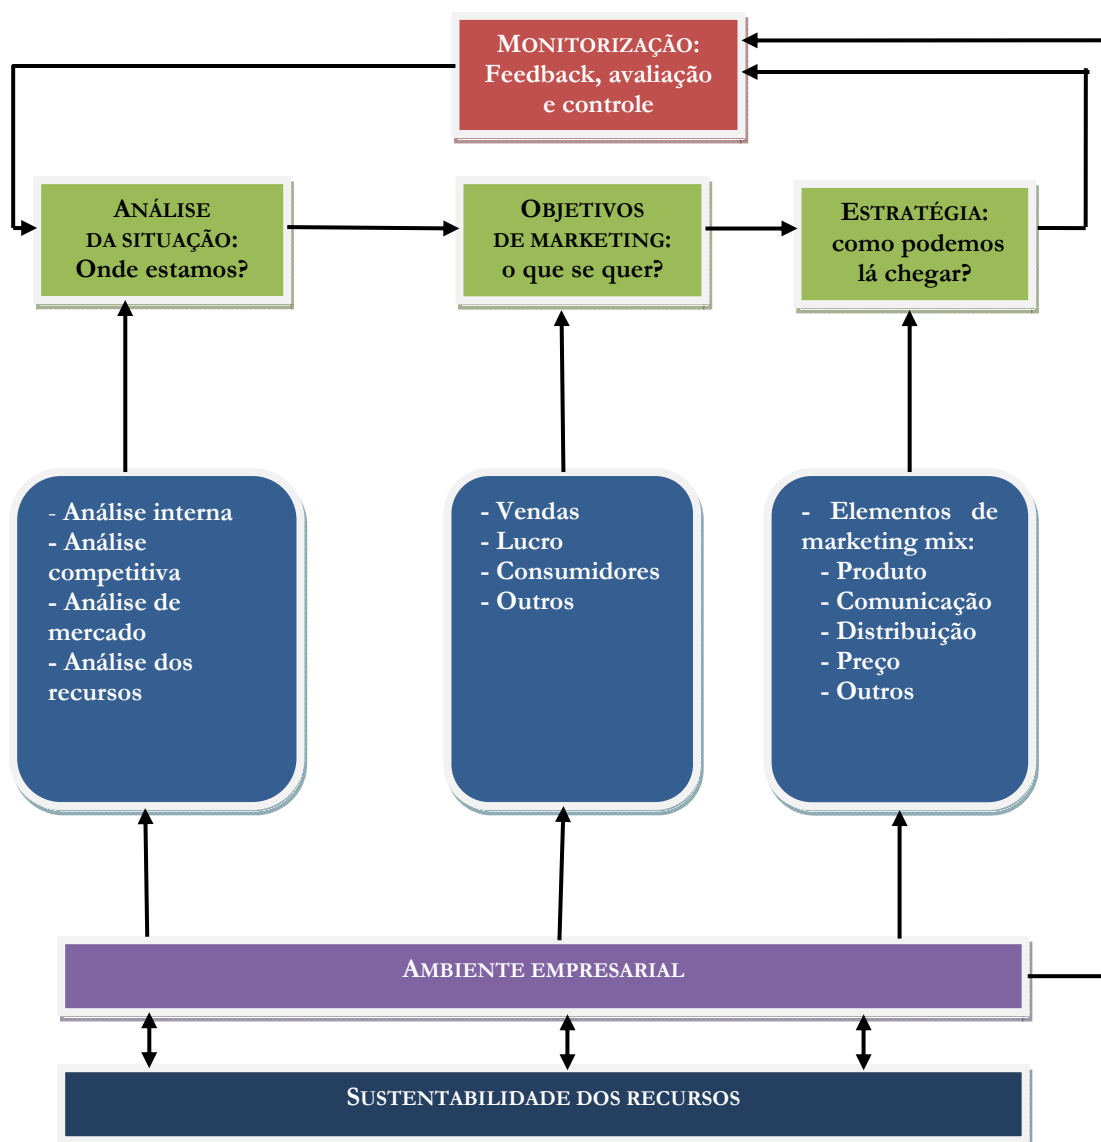 MONITORIZAÇÃO:
Feedback, avaliação
e controle
ANÁLISE
DA SITUAÇÃO:
Onde estamos?
OBJETIVOS
DE MARKETING:
o que se quer?
ESTRATÉGIA:
como podemos
lá chegar?
- Análise interna
- Análise
competitiva
- Análise de
mercado
- Análise dos
recursos
- Vendas
- Lucro
- Consumidores
- Outros
- Elementos de
marketing mix:
- Produto
- Comunicação
- Distribuição
- Preço
- Outros
AMBIENTE EMPRESARIAL
SUSTENTABILIDADE DOS RECURSOS